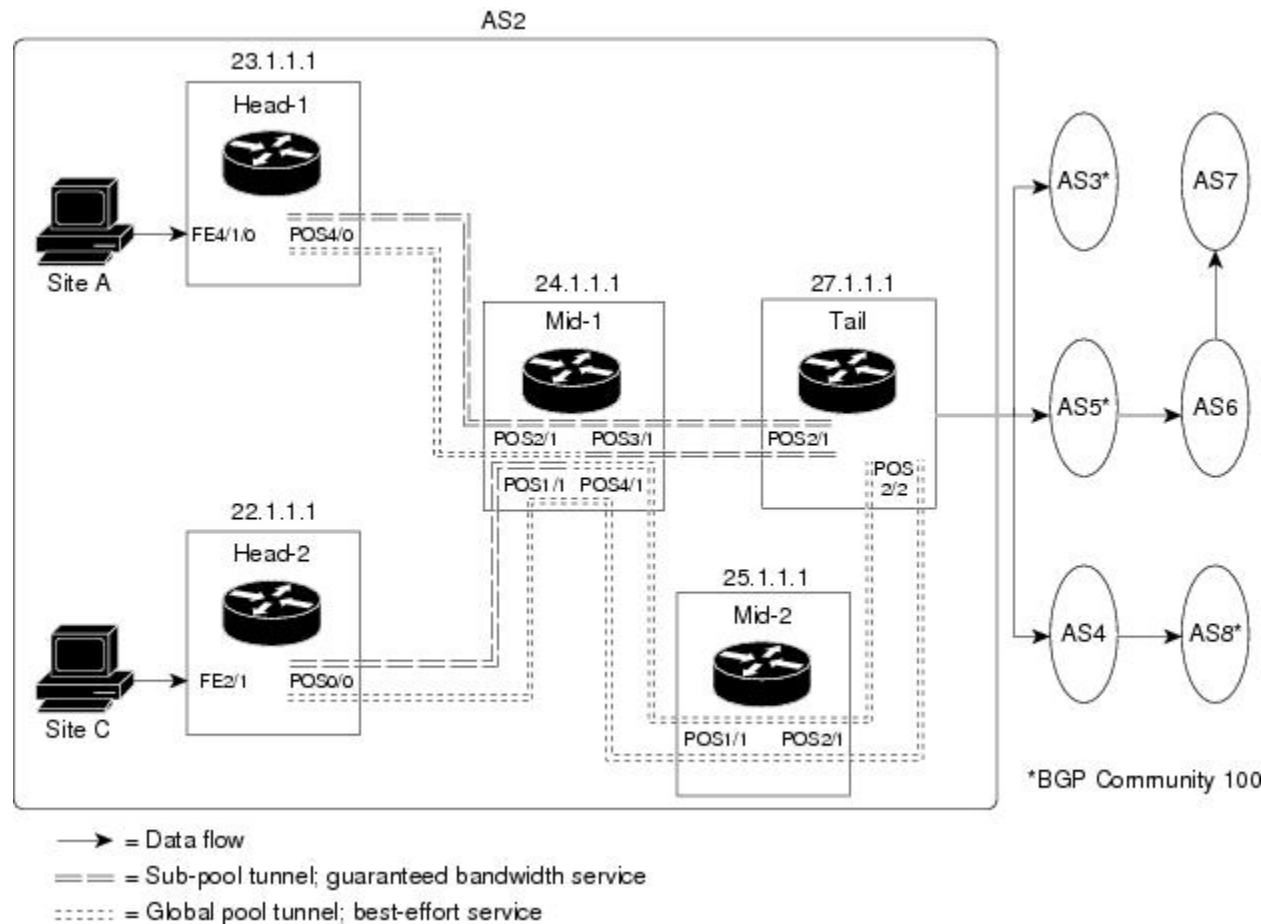 AS2
23.1.1.1
Head-1
FE4/1/0
POS4/0
Site A
24.1.1.1
Mid-1
POS2/1
POS3/1
POS1/1
POS4/1
27.1.1.1
Tail
POS2/1
POS
2/2
22.1.1.1
Head-2
FE2/1
POS0/0
Site C
25.1.1.1
Mid-2
POS1/1
POS2/1
AS3*
AS7
AS5*
AS6
AS4
AS8*
*BGP Community 100
= Data flow
= Sub-pool tunnel; guaranteed bandwidth service
= Global pool tunnel; best-effort service